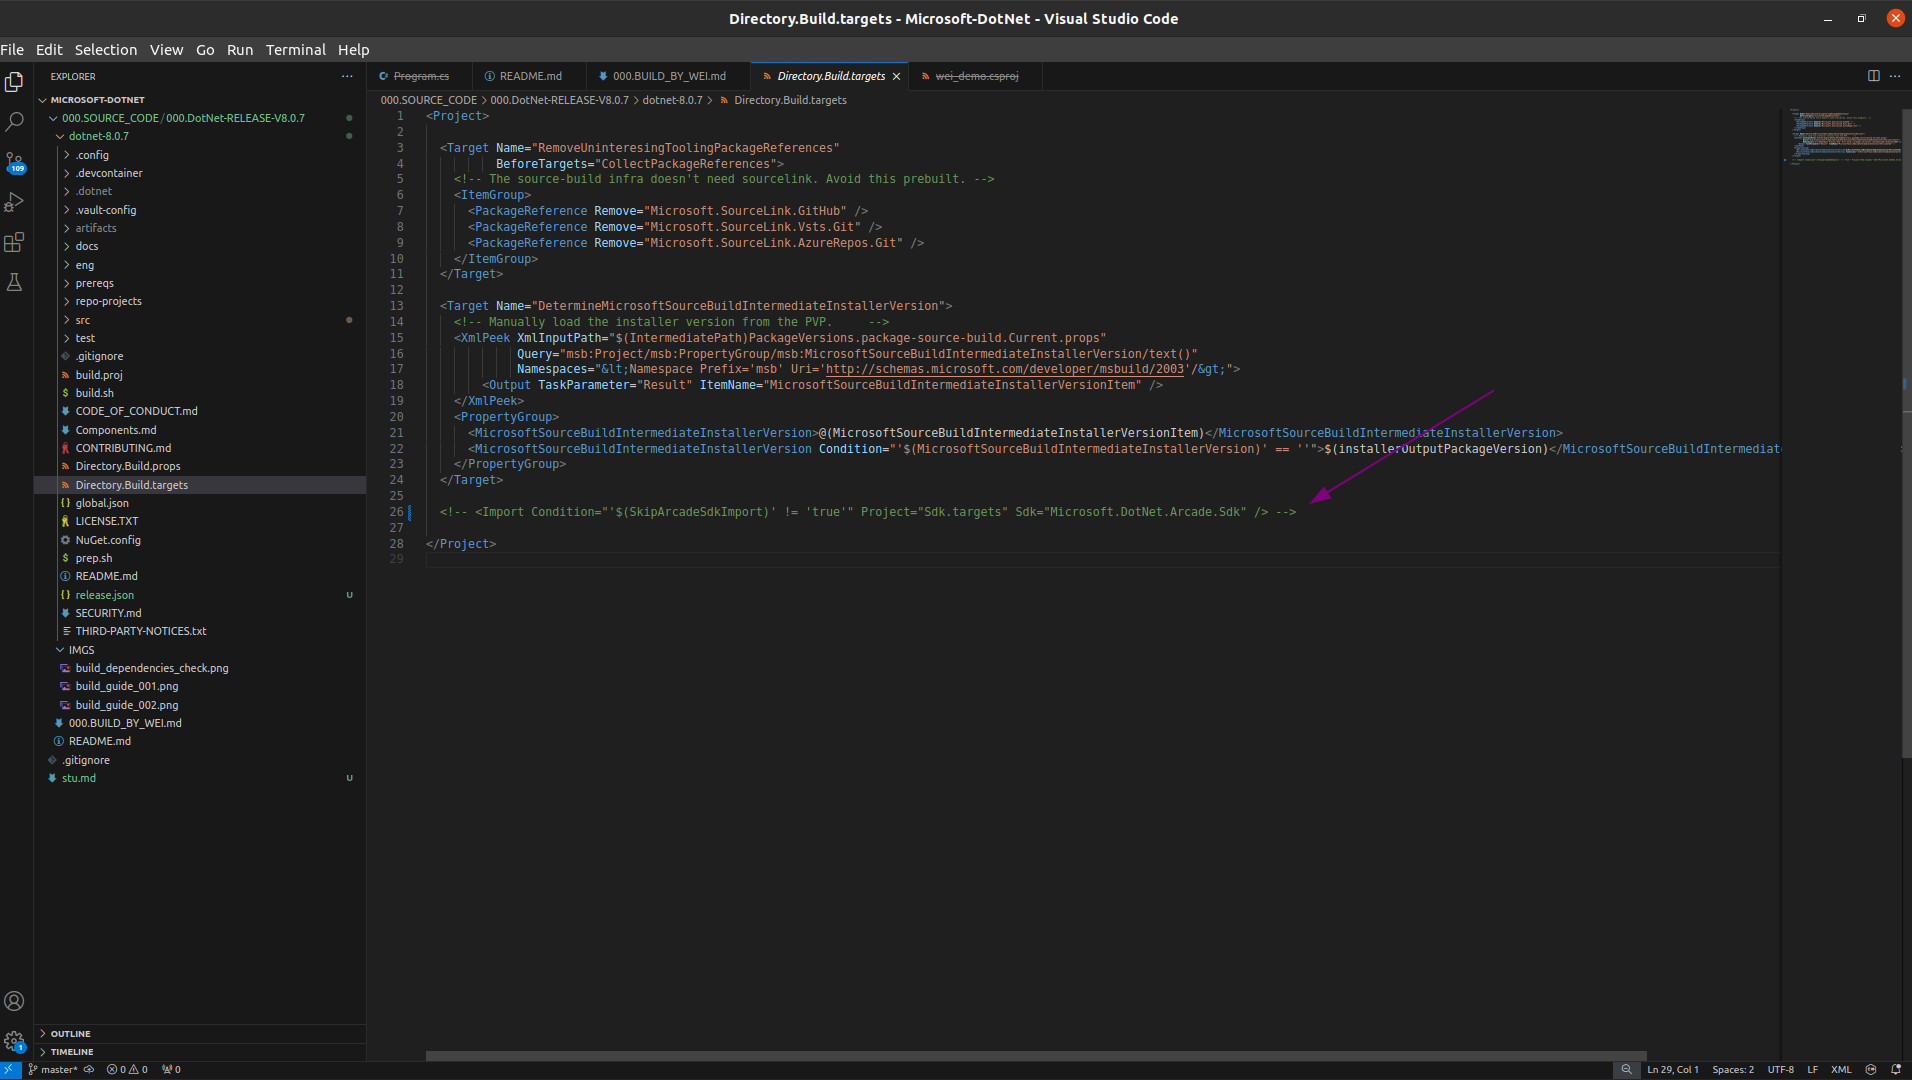 Directory.Build.targets - Microsoft-DotNet - Visual Studio Code
File Edit Selection View Go Run Terminal Help
EXPLORER
Program.cs
README.md
000.BUILD_BY_WEI.md
Directory.Build.targets
wei_demo.csproj
000.SOURCE_CODE > 000.DotNet-RELEASE-V8.0.7 > dotnet-8.0.7 > Directory.Build.targets
MICROSOFT-DOTNET
000.SOURCE_CODE / 000.DotNet-RELEASE-V8.0.7
dotnet-8.0.7
.config
.devcontainer
.dotnet
.vault-config
artifacts
docs
eng
prereqs
repo-projects
src
test
.gitignore
build.proj
build.sh
CODE_OF_CONDUCT.md
Components.md
CONTRIBUTING.md
Directory.Build.props
Directory.Build.targets
global.json
LICENSE.TXT
NuGet.config
prep.sh
README.md
release.json U
SECURITY.md
THIRD-PARTY-NOTICES.txt
IMGS
build_dependencies_check.png
build_guide_001.png
build_guide_002.png
000.BUILD_BY_WEI.md
README.md
.gitignore
stu.md U
OUTLINE
TIMELINE
109
1
1 <Project>
2
3 <Target Name="RemoveUninteresingToolingPackageReferences"
4 BeforeTargets="CollectPackageReferences">
5 <!-- The source-build infra doesn't need sourcelink. Avoid this prebuilt. -->
6 <ItemGroup>
7 <PackageReference Remove="Microsoft.SourceLink.GitHub" />
8 <PackageReference Remove="Microsoft.SourceLink.Vsts.Git" />
9 <PackageReference Remove="Microsoft.SourceLink.AzureRepos.Git" />
10 </ItemGroup>
11 </Target>
12
13 <Target Name="DetermineMicrosoftSourceBuildIntermediateInstallerVersion">
14 <!-- Manually load the installer version from the PVP. -->
15 <XmlPeek XmlInputPath="$(IntermediatePath)PackageVersions.package-source-build.Current.props"
16 Query="msb:Project/msb:PropertyGroup/msb:MicrosoftSourceBuildIntermediateInstallerVersion/text()"
17 Namespaces="&lt;Namespace Prefix='msb' Uri='http://schemas.microsoft.com/developer/msbuild/2003'/&gt;">
18 <Output TaskParameter="Result" ItemName="MicrosoftSourceBuildIntermediateInstallerVersionItem" />
19 </XmlPeek>
20 <PropertyGroup>
21 <MicrosoftSourceBuildIntermediateInstallerVersion>@(MicrosoftSourceBuildIntermediateInstallerVersionItem)</MicrosoftSourceBuildIntermediateInstallerVersion>
22 <MicrosoftSourceBuildIntermediateInstallerVersion Condition="'$(MicrosoftSourceBuildIntermediateInstallerVersion)' == ''">$(installerOutputPackageVersion)</MicrosoftSourceBuildIntermediat
23 </PropertyGroup>
24 </Target>
25
26 <!-- <Import Condition="'$(SkipArcadeSdkImport)' != 'true'" Project="Sdk.targets" Sdk="Microsoft.DotNet.Arcade.Sdk" /> -->
27
28 </Project>
29
master* 0 0 0
Ln 29, Col 1 Spaces: 2 UTF-8 LF XML